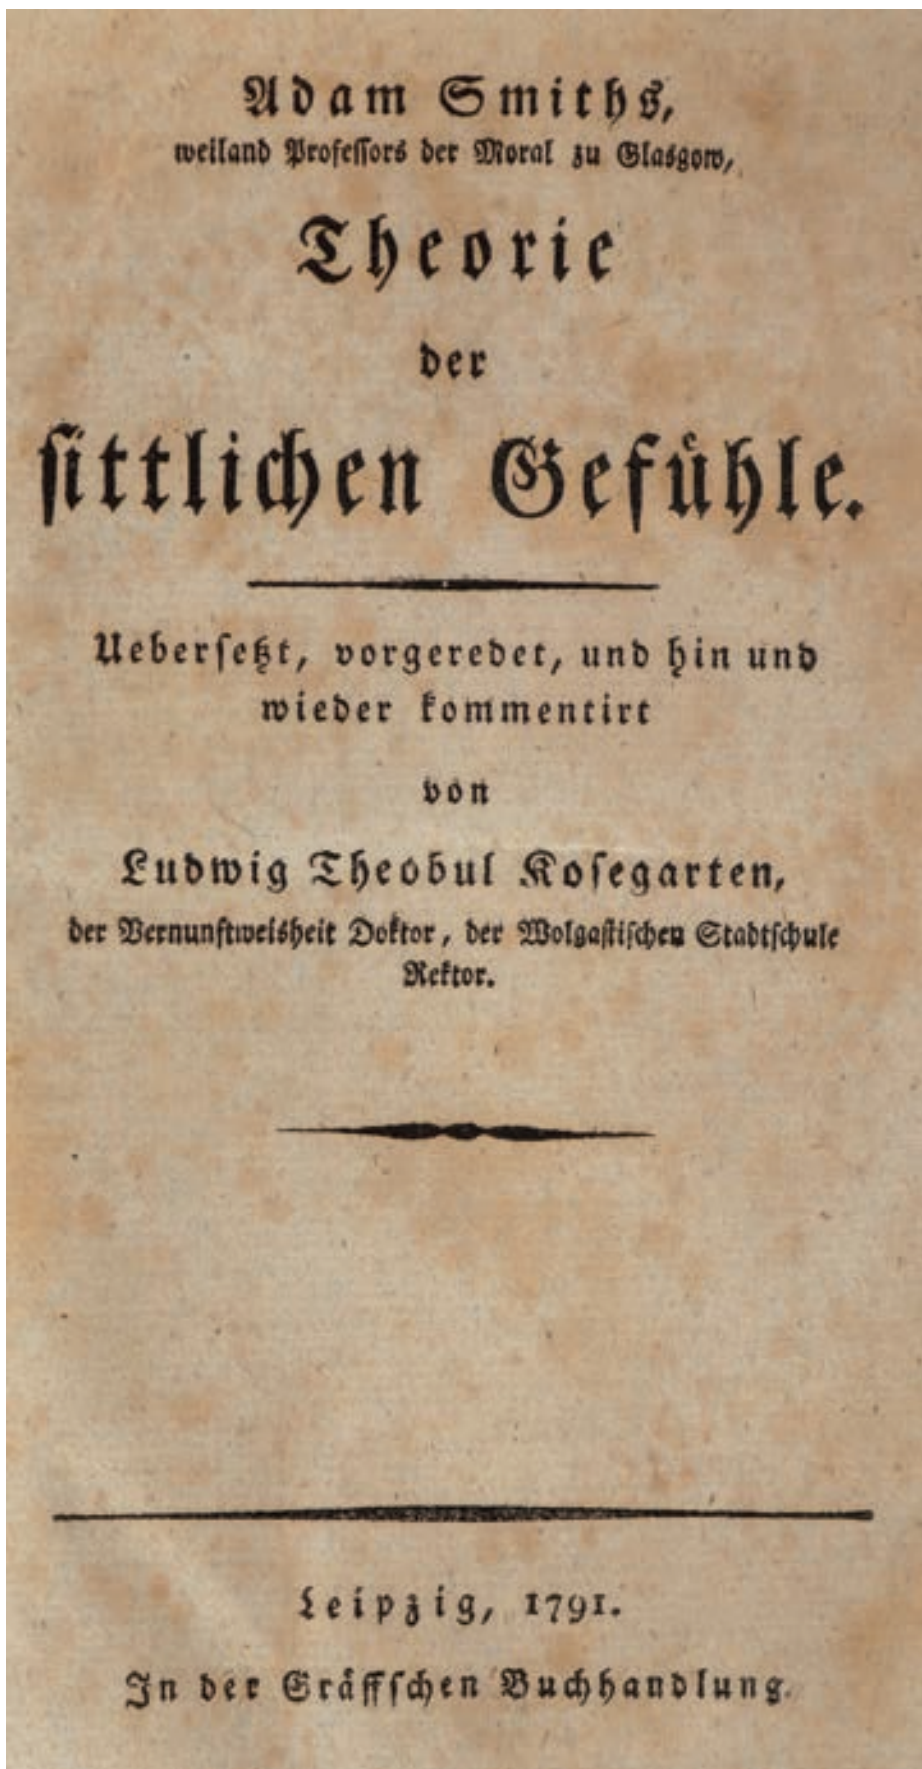 Adam Smiths,
weiland Professors der Moral zu Glasgow,
Theorie
der
sittlichen Gefühle.
Uebersetzt, vorgeredet, und hin und
wieder kommentirt
von
Ludwig Theobul Kosegarten,
der Vernunftweisheit Doktor, der Wolgastischen Stadtschule
Rektor.
Leipzig, 1791.
In der Gräffschen Buchhandlung.